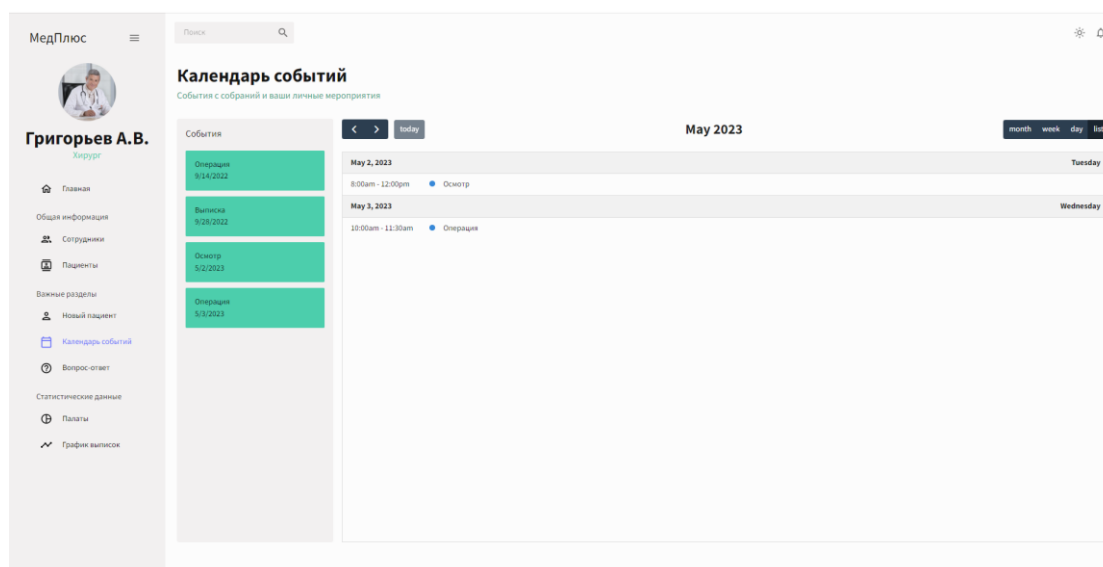 МедПлюс
Григорьев А.В.
Хирург
Главная
Общая информация
Сотрудники
Пациенты
Важные разделы
Новый пациент
Календарь событий
Вопрос-ответ
Статистические данные
Палаты
График выписок
Поиск
Календарь событий
События с собраний и ваши личные мероприятия
События
Операция
9/14/2022
Выписка
9/28/2022
Осмотр
5/2/2023
Операция
5/3/2023
today
May 2023
month week day list
May 2, 2023 Tuesday
8:00am - 12:00pm Осмотр
May 3, 2023 Wednesday
10:00am - 11:30am Операция